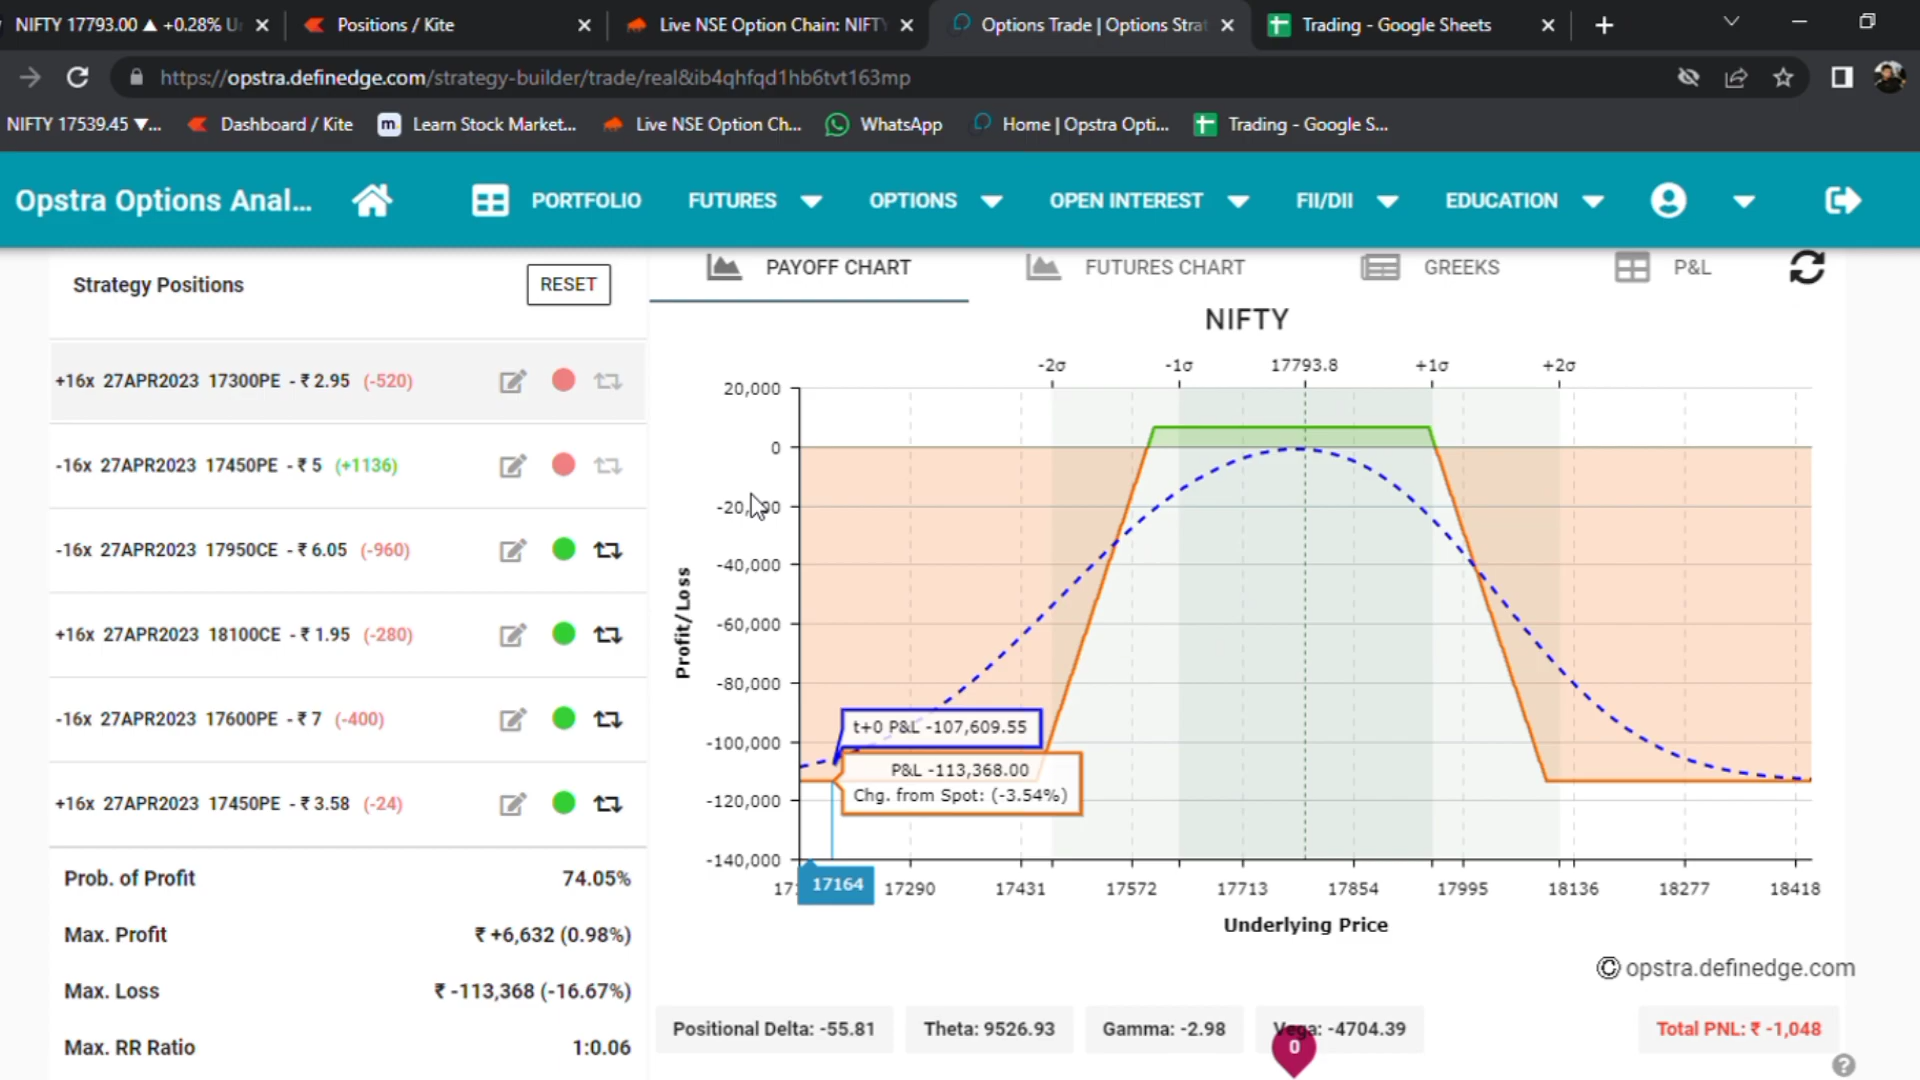 NIFTY 17793.00 ▲ +0.28% U
Positions / Kite
Live NSE Option Chain: NIFTY
Options Trade | Options Strat
Trading - Google Sheets
https://opstra.definedge.com/strategy-builder/trade/real&ib4qhfqd1hb6tvt163mp
NIFTY 17539.45 ▼...
Dashboard / Kite
Learn Stock Market...
Live NSE Option Ch...
WhatsApp
Home | Opstra Opti...
Trading - Google S...
Opstra Options Anal...
PORTFOLIO
FUTURES
OPTIONS
OPEN INTEREST
FII/DII
EDUCATION
Strategy Positions
RESET
+16x 27APR2023 17300PE - ₹ 2.95 (-520)
-16x 27APR2023 17450PE - ₹ 5 (+1136)
-16x 27APR2023 17950CE - ₹ 6.05 (-960)
+16x 27APR2023 18100CE - ₹ 1.95 (-280)
-16x 27APR2023 17600PE - ₹ 7 (-400)
+16x 27APR2023 17450PE - ₹ 3.58 (-24)
Prob. of Profit 74.05%
Max. Profit ₹ +6,632 (0.98%)
Max. Loss ₹ -113,368 (-16.67%)
Max. RR Ratio 1:0.06
PAYOFF CHART
FUTURES CHART
GREEKS
P&L
NIFTY
-2σ -1σ 17793.8 +1σ +2σ
20,000
0
-20,000
-40,000
-60,000
-80,000
-100,000
-120,000
-140,000
Profit/Loss
t+0 P&L -107,609.55
P&L -113,368.00
Chg. from Spot: (-3.54%)
17164 17290 17431 17572 17713 17854 17995 18136 18277 18418
Underlying Price
© opstra.definedge.com
Positional Delta: -55.81
Theta: 9526.93
Gamma: -2.98
Vega: -4704.39
0
Total PNL: ₹ -1,048